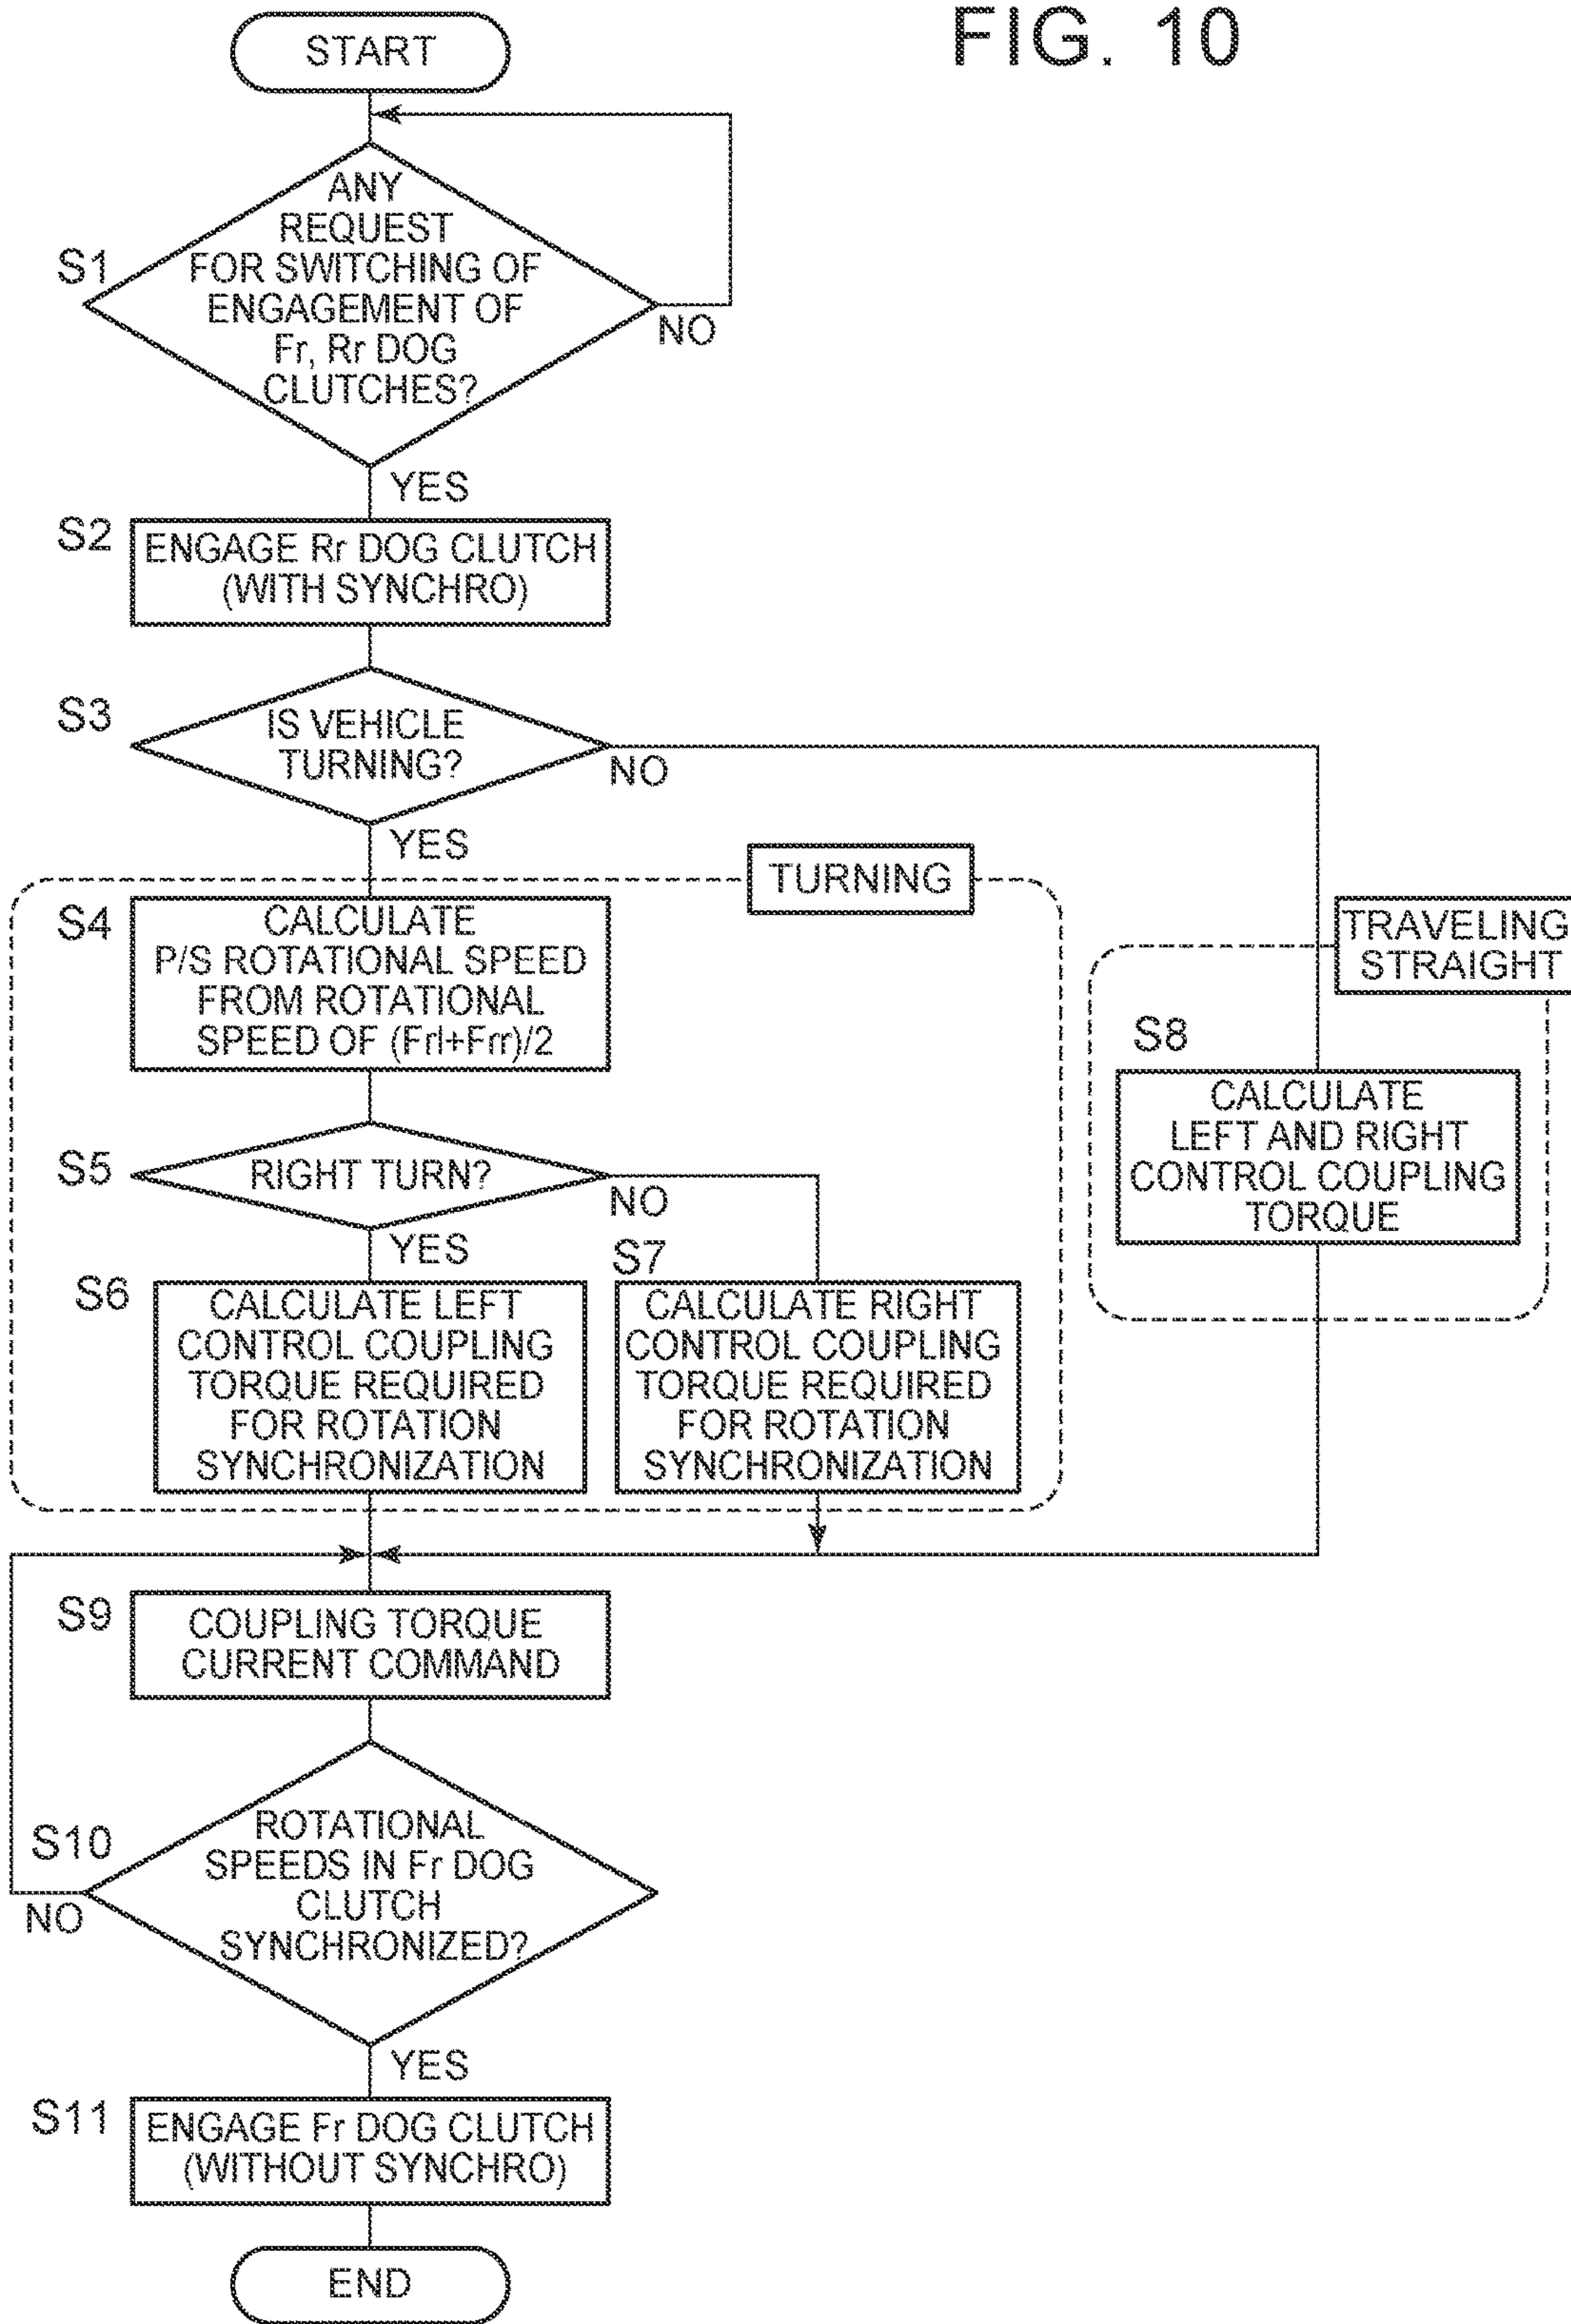 FIG. 10
START
ANY
REQUEST
FOR SWITCHING OF
ENGAGEMENT OF
Fr, Rr DOG
CLUTCHES?
S1
NO
YES
S2
ENGAGE Rr DOG CLUTCH
(WITH SYNCHRO)
S3
IS VEHICLE
TURNING?
NO
YES
TURNING
S4
CALCULATE
P/S ROTATIONAL SPEED
FROM ROTATIONAL
SPEED OF (Frl+Frr)/2
TRAVELING
STRAIGHT
S8
CALCULATE
LEFT AND RIGHT
CONTROL COUPLING
TORQUE
S5
RIGHT TURN?
NO
YES
S6
CALCULATE LEFT
CONTROL COUPLING
TORQUE REQUIRED
FOR ROTATION
SYNCHRONIZATION
S7
CALCULATE RIGHT
CONTROL COUPLING
TORQUE REQUIRED
FOR ROTATION
SYNCHRONIZATION
S9
COUPLING TORQUE
CURRENT COMMAND
S10
ROTATIONAL
SPEEDS IN Fr DOG
CLUTCH
SYNCHRONIZED?
NO
YES
S11
ENGAGE Fr DOG CLUTCH
(WITHOUT SYNCHRO)
END